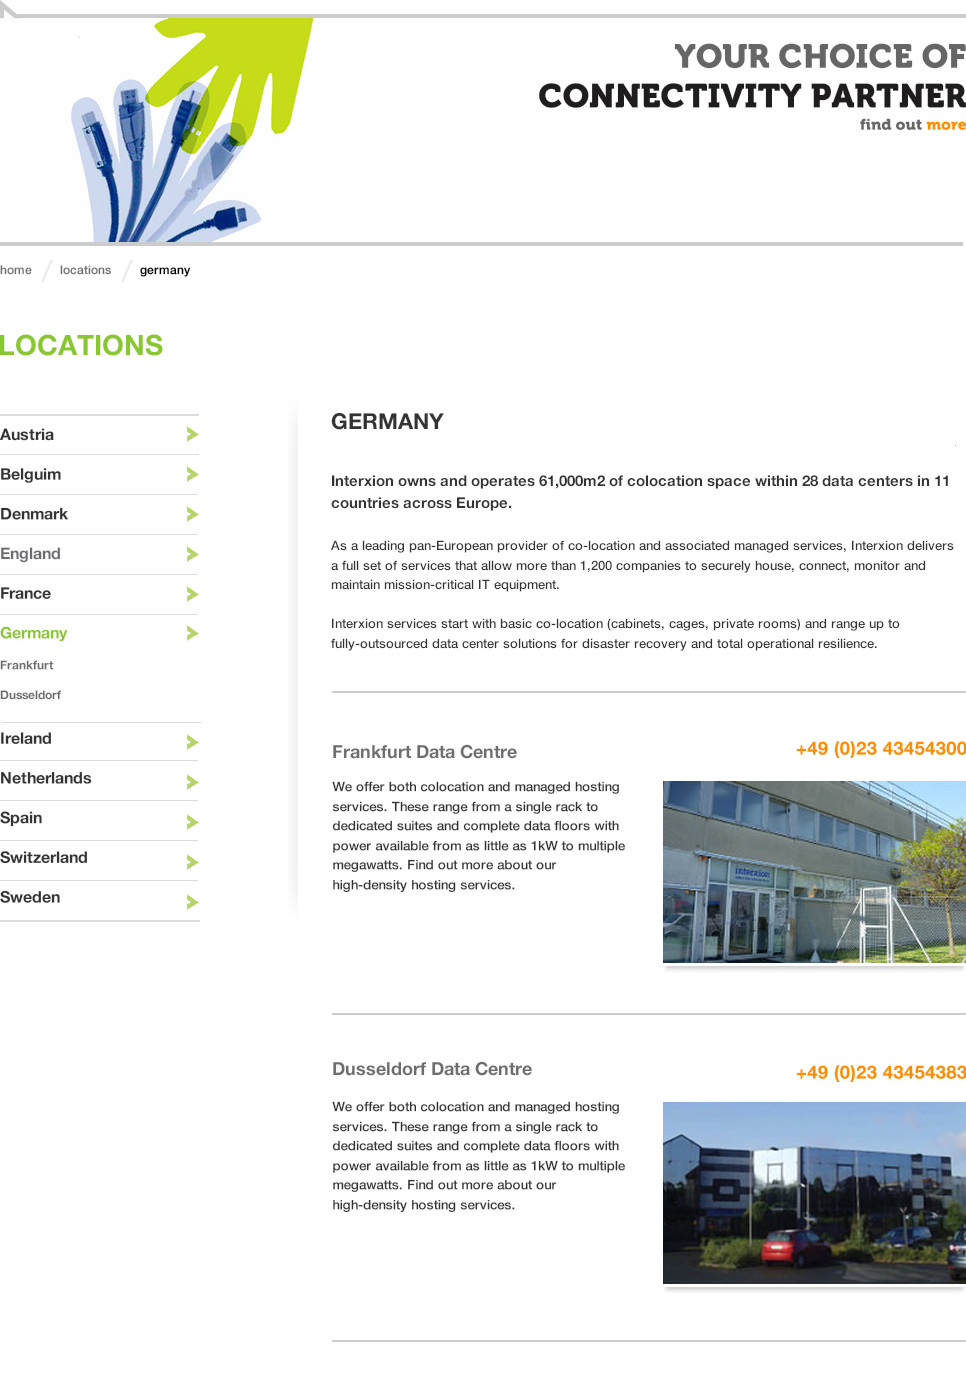 YOUR CHOICE OF
CONNECTIVITY PARTNER
find out more
home
locations
germany
LOCATIONS
Austria
Belguim
Denmark
England
France
Germany
Frankfurt
Dusseldorf
Ireland
Netherlands
Spain
Switzerland
Sweden
GERMANY
Interxion owns and operates 61,000m2 of colocation space within 28 data centers in 11
countries across Europe.
As a leading pan-European provider of co-location and associated managed services, Interxion delivers
a full set of services that allow more than 1,200 companies to securely house, connect, monitor and
maintain mission-critical IT equipment.
Interxion services start with basic co-location (cabinets, cages, private rooms) and range up to
fully-outsourced data center solutions for disaster recovery and total operational resilience.
Frankfurt Data Centre
+49 (0)23 43454300
We offer both colocation and managed hosting
services. These range from a single rack to
dedicated suites and complete data floors with
power available from as little as 1kW to multiple
megawatts. Find out more about our
high-density hosting services.
interxion
Dusseldorf Data Centre
+49 (0)23 43454383
We offer both colocation and managed hosting
services. These range from a single rack to
dedicated suites and complete data floors with
power available from as little as 1kW to multiple
megawatts. Find out more about our
high-density hosting services.